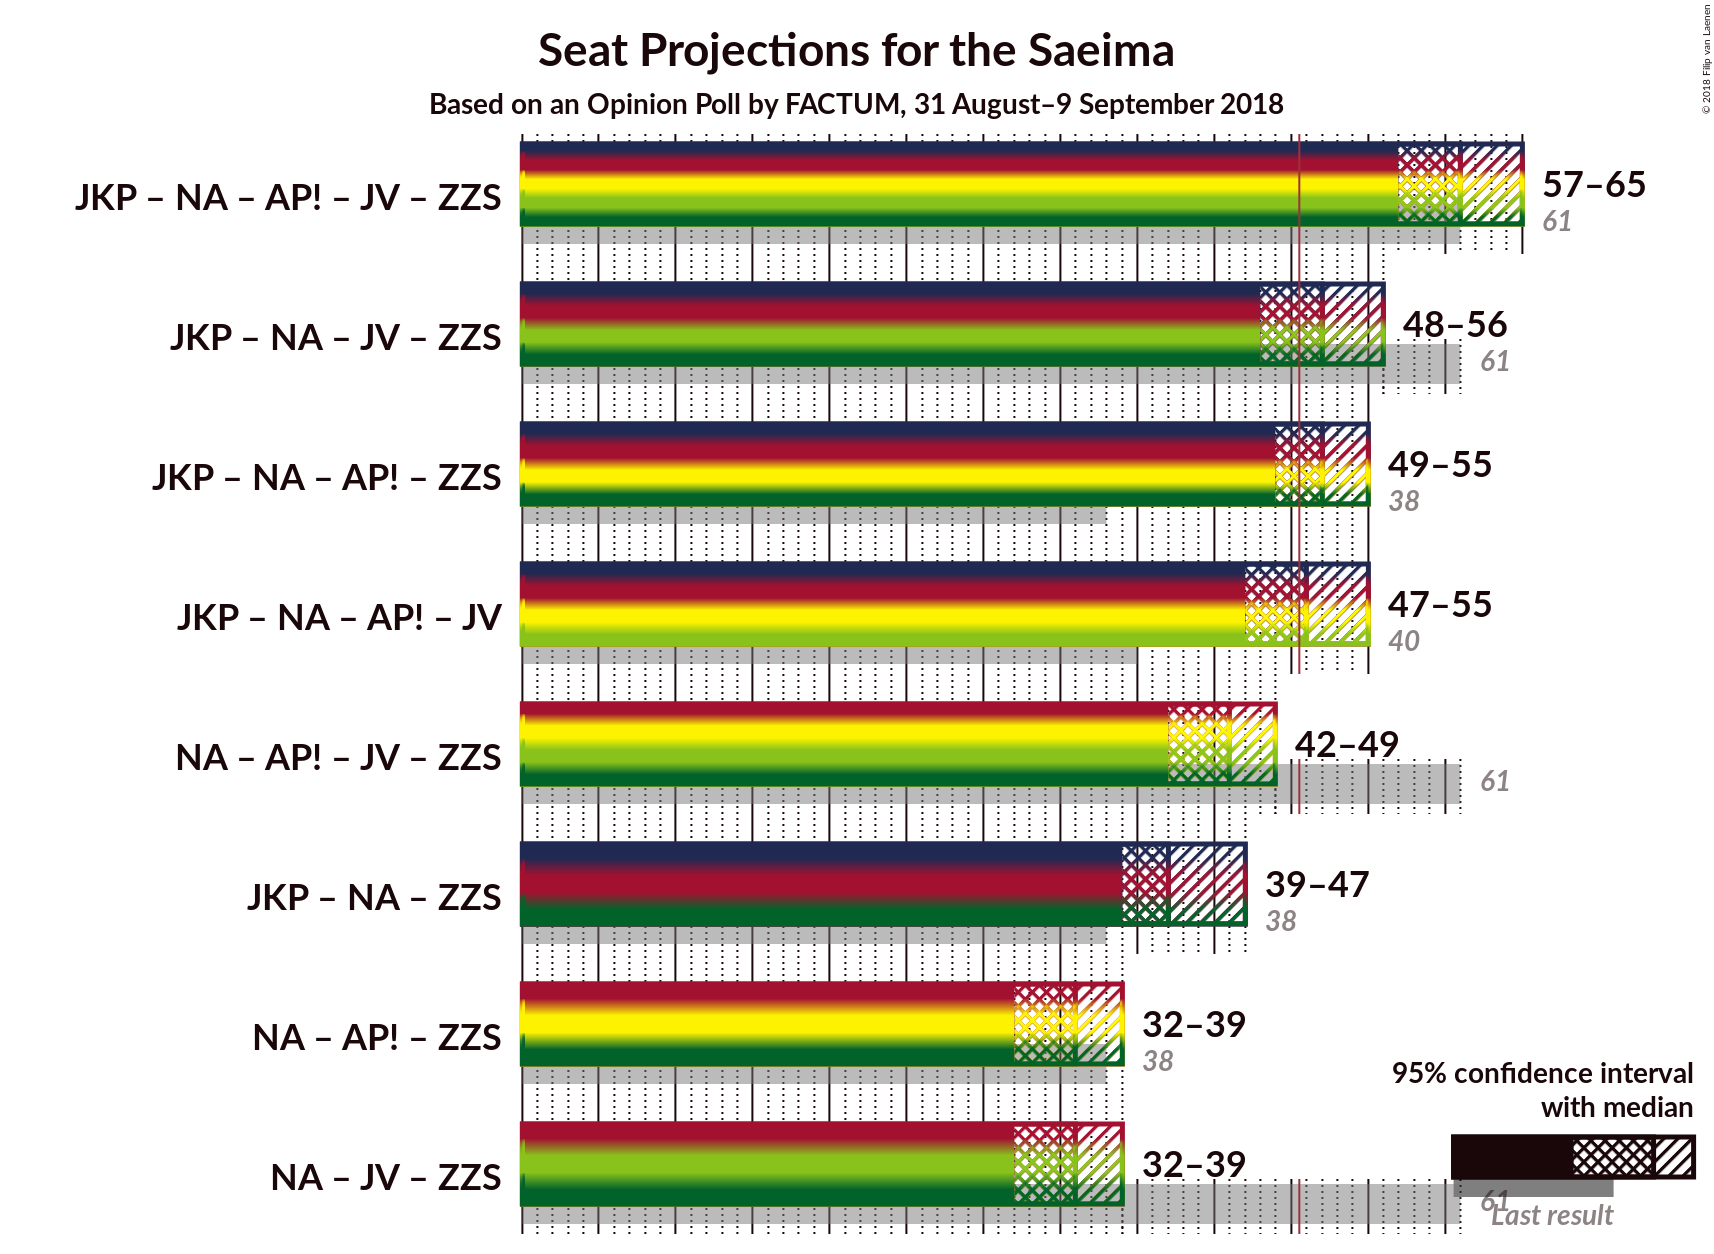 Seat Projections for the Saeima
Based on an Opinion Poll by FACTUM, 31 August–9 September 2018
© 2018 Filip van Laenen
JKP – NA – AP! – JV – ZZS
57–65
61
JKP – NA – JV – ZZS
48–56
61
JKP – NA – AP! – ZZS
49–55
38
JKP – NA – AP! – JV
47–55
40
NA – AP! – JV – ZZS
42–49
61
JKP – NA – ZZS
39–47
38
NA – AP! – ZZS
32–39
38
NA – JV – ZZS
32–39
61
95% confidence interval
with median
Last result